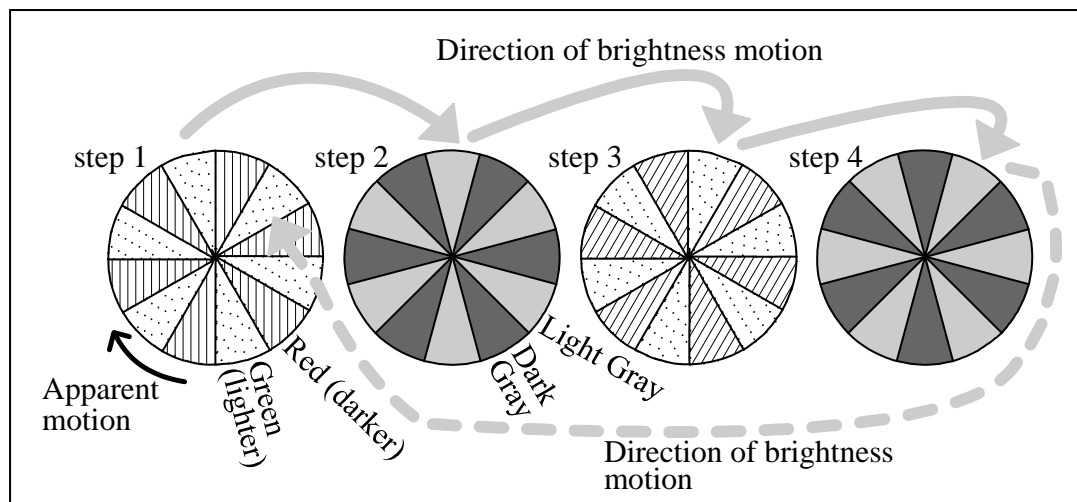 Direction of brightness motion
step 1
step 2
step 3
step 4
Apparent
motion
Green
(lighter)
Red (darker)
Dark
Gray
Light Gray
Direction of brightness
motion